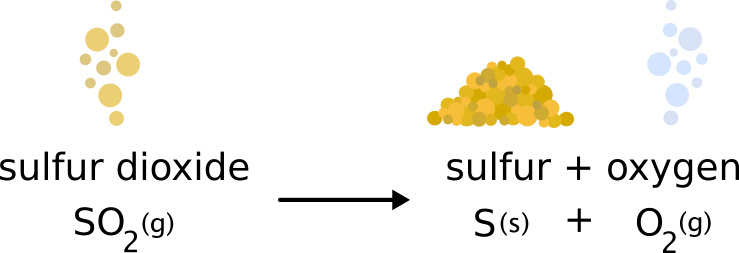 sulfur dioxide sulfur + oxygen
SO2(g) S(s) + O2(g)